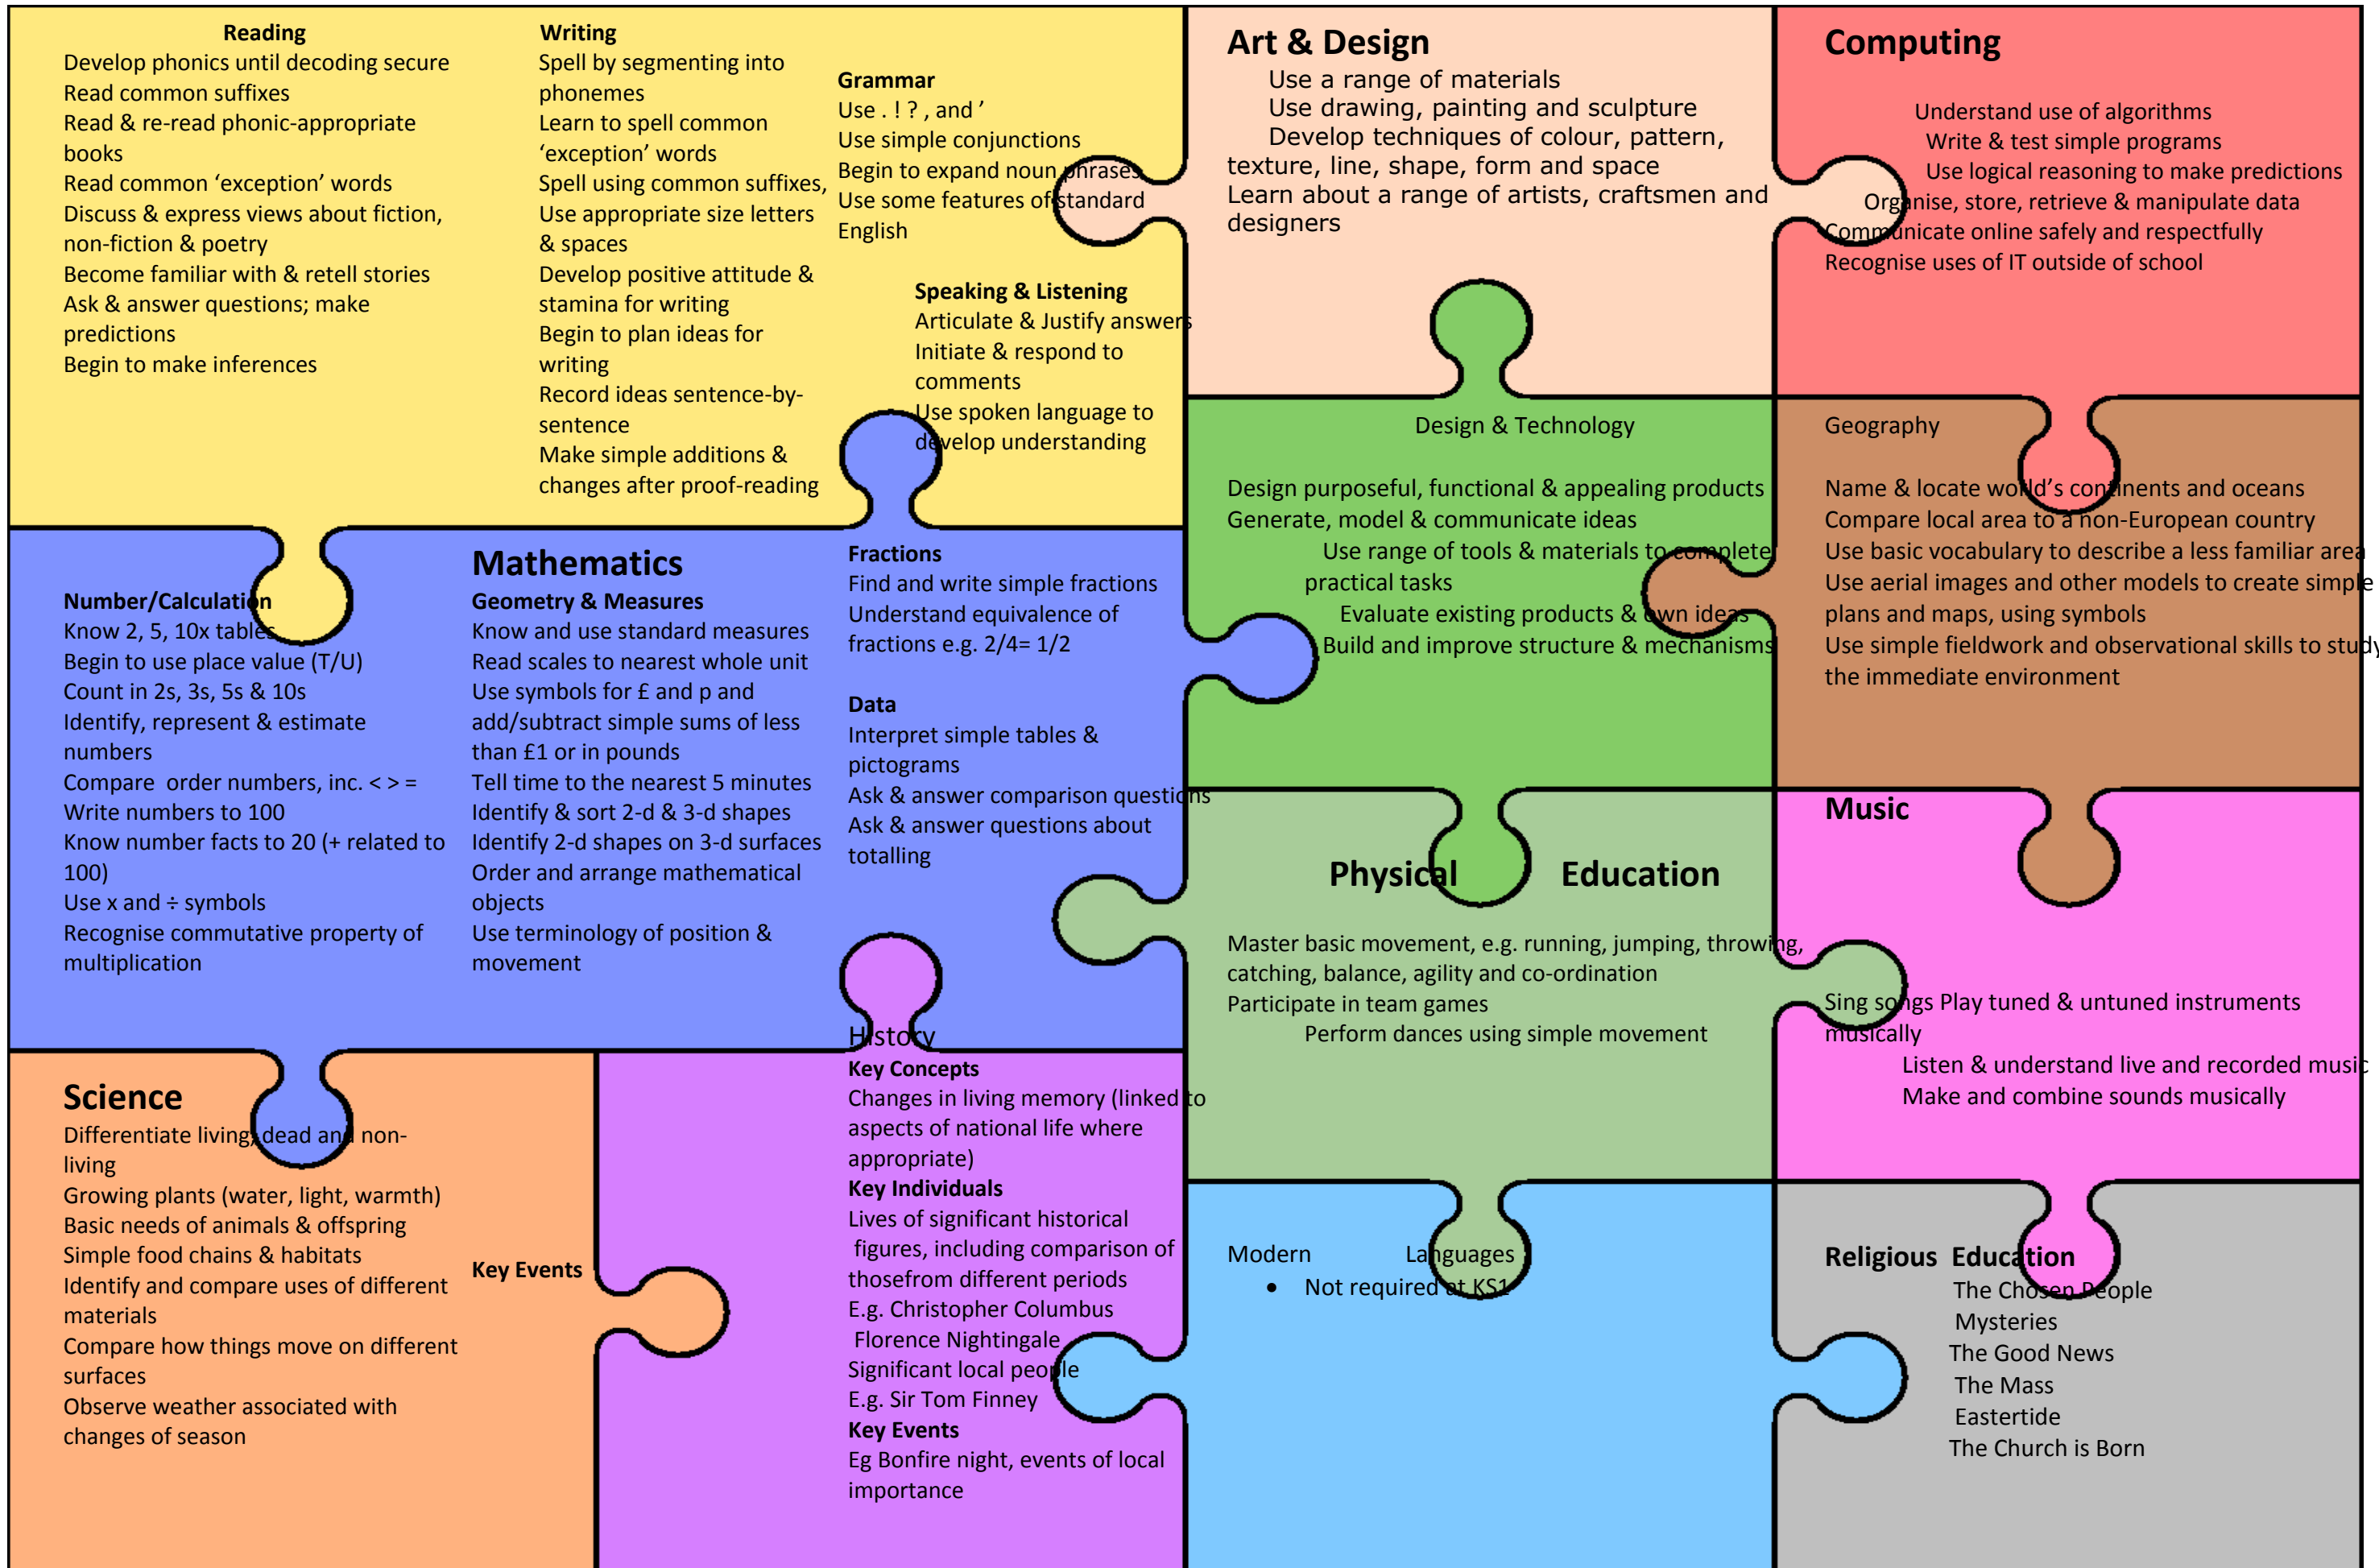 Reading
Develop phonics until decoding secure
Read common suffixes
Read & re-read phonic-appropriate
books
Read common ‘exception’ words
Discuss & express views about fiction,
non-fiction & poetry
Become familiar with & retell stories
Ask & answer questions; make
predictions
Begin to make inferences
Writing
Spell by segmenting into
phonemes
Learn to spell common
‘exception’ words
Spell using common suffixes,
Use appropriate size letters
& spaces
Develop positive attitude &
stamina for writing
Begin to plan ideas for
writing
Record ideas sentence-by-
sentence
Make simple additions &
changes after proof-reading
Grammar
Use . ! ? , and ’
Use simple conjunctions
Begin to expand noun phrases
Use some features of standard
English
Speaking & Listening
Articulate & Justify answers
Initiate & respond to
comments
Use spoken language to
develop understanding
Art & Design
Use a range of materials
Use drawing, painting and sculpture
Develop techniques of colour, pattern,
texture, line, shape, form and space
Learn about a range of artists, craftsmen and
designers
Computing
Understand use of algorithms
Write & test simple programs
Use logical reasoning to make predictions
Organise, store, retrieve & manipulate data
Communicate online safely and respectfully
Recognise uses of IT outside of school
Mathematics
Number/Calculation
Know 2, 5, 10x tables
Begin to use place value (T/U)
Count in 2s, 3s, 5s & 10s
Identify, represent & estimate
numbers
Compare  order numbers, inc. < > =
Write numbers to 100
Know number facts to 20 (+ related to
100)
Use x and ÷ symbols
Recognise commutative property of
multiplication
Geometry & Measures
Know and use standard measures
Read scales to nearest whole unit
Use symbols for £ and p and
add/subtract simple sums of less
than £1 or in pounds
Tell time to the nearest 5 minutes
Identify & sort 2-d & 3-d shapes
Identify 2-d shapes on 3-d surfaces
Order and arrange mathematical
objects
Use terminology of position &
movement
Fractions
Find and write simple fractions
Understand equivalence of
fractions e.g. 2/4= 1/2
Data
Interpret simple tables &
pictograms
Ask & answer comparison questions
Ask & answer questions about
totalling
Design & Technology
Design purposeful, functional & appealing products
Generate, model & communicate ideas
Use range of tools & materials to complete
practical tasks
Evaluate existing products & own ideas
Build and improve structure & mechanisms
Geography
Name & locate world’s continents and oceans
Compare local area to a non-European country
Use basic vocabulary to describe a less familiar area
Use aerial images and other models to create simple
plans and maps, using symbols
Use simple fieldwork and observational skills to study
the immediate environment
Physical Education
Master basic movement, e.g. running, jumping, throwing,
catching, balance, agility and co-ordination
Participate in team games
Perform dances using simple movement
Music
Sing songs Play tuned & untuned instruments
musically
Listen & understand live and recorded music
Make and combine sounds musically
Science
Differentiate living, dead and non-
living
Growing plants (water, light, warmth)
Basic needs of animals & offspring
Simple food chains & habitats
Identify and compare uses of different
materials
Compare how things move on different
surfaces
Observe weather associated with
changes of season
Key Events
History
Key Concepts
Changes in living memory (linked to
aspects of national life where
appropriate)
Key Individuals
Lives of significant historical
figures, including comparison of
thosefrom different periods
E.g. Christopher Columbus
Florence Nightingale
Significant local people
E.g. Sir Tom Finney
Key Events
Eg Bonfire night, events of local
importance
Modern Languages
• Not required at KS1
Religious Education
The Chosen People
Mysteries
The Good News
The Mass
Eastertide
The Church is Born